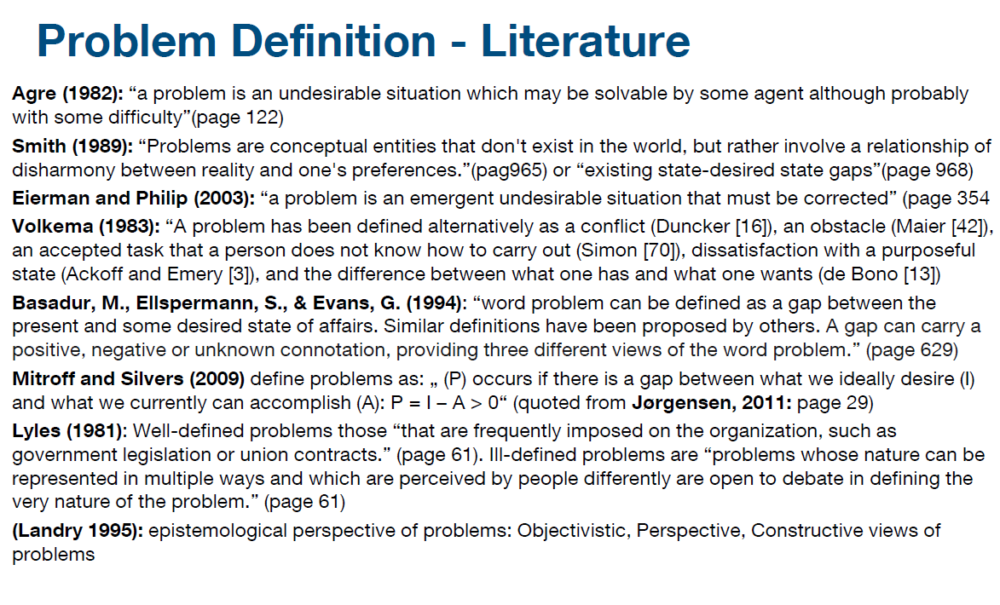 Problem Definition - Literature
Agre (1982): “a problem is an undesirable situation which may be solvable by some agent although probably
with some difficulty”(page 122)
Smith (1989): “Problems are conceptual entities that don't exist in the world, but rather involve a relationship of
disharmony between reality and one's preferences.”(pag965) or “existing state-desired state gaps”(page 968)
Eierman and Philip (2003): “a problem is an emergent undesirable situation that must be corrected” (page 354
Volkema (1983): “A problem has been defined alternatively as a conflict (Duncker [16]), an obstacle (Maier [42]),
an accepted task that a person does not know how to carry out (Simon [70]), dissatisfaction with a purposeful
state (Ackoff and Emery [3]), and the difference between what one has and what one wants (de Bono [13])
Basadur, M., Ellspermann, S., & Evans, G. (1994): “word problem can be defined as a gap between the
present and some desired state of affairs. Similar definitions have been proposed by others. A gap can carry a
positive, negative or unknown connotation, providing three different views of the word problem.” (page 629)
Mitroff and Silvers (2009) define problems as: „ (P) occurs if there is a gap between what we ideally desire (I)
and what we currently can accomplish (A): P = I – A > 0“ (quoted from Jørgensen, 2011: page 29)
Lyles (1981): Well-defined problems those “that are frequently imposed on the organization, such as
government legislation or union contracts.” (page 61). Ill-defined problems are “problems whose nature can be
represented in multiple ways and which are perceived by people differently are open to debate in defining the
very nature of the problem.” (page 61)
(Landry 1995): epistemological perspective of problems: Objectivistic, Perspective, Constructive views of
problems